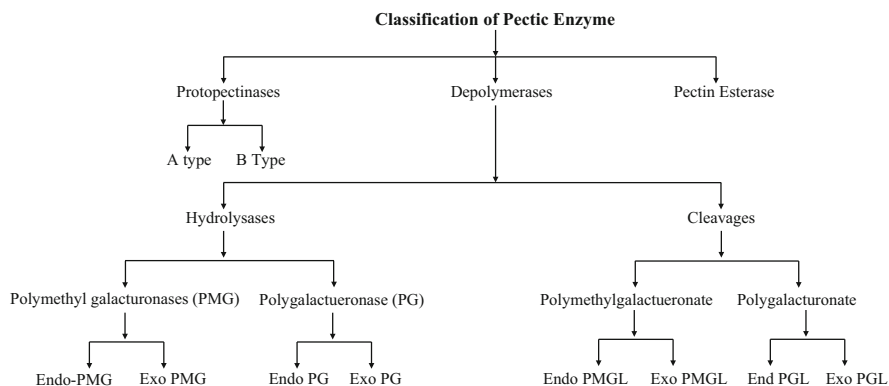 Classification of Pectic Enzyme
Protopectinases Depolymerases Pectin Esterase
A type B Type
Hydrolysases Cleavages
Polymethyl galacturonases (PMG) Polygalactueronase (PG) Polymethylgalactueronate Polygalacturonate
Endo-PMG Exo PMG Endo PG Exo PG Endo PMGL Exo PMGL End PGL Exo PGL